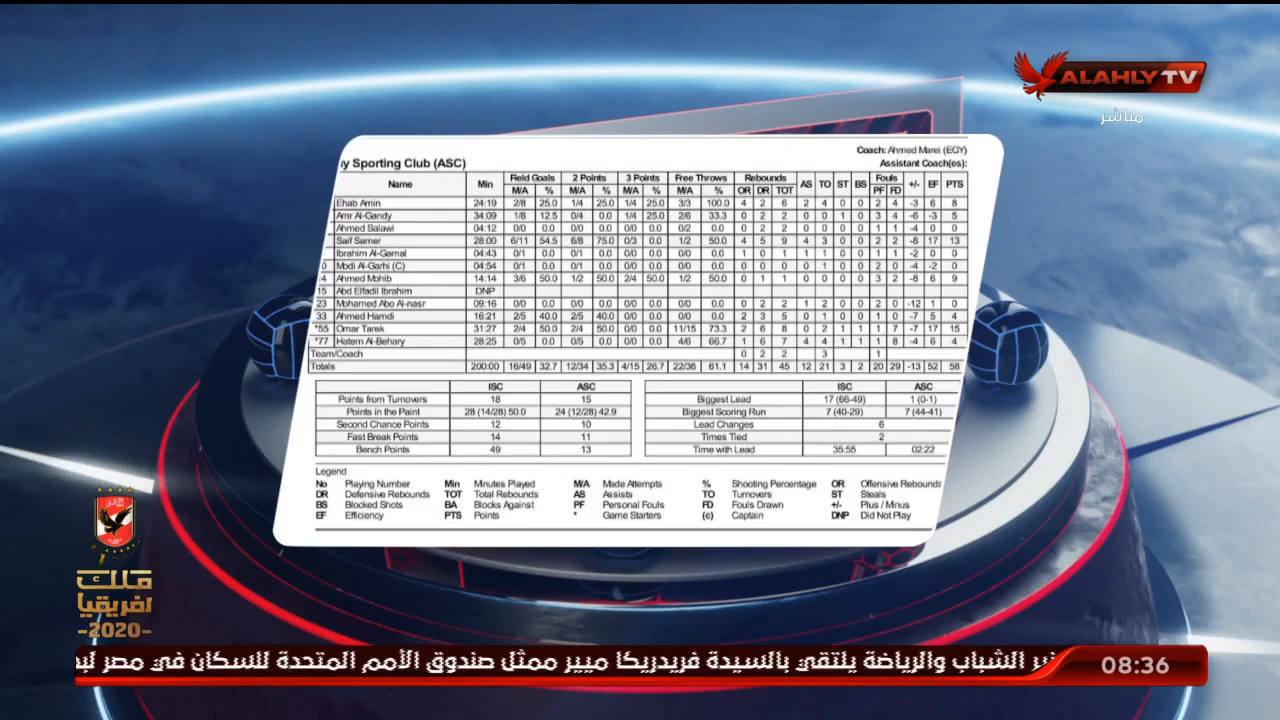 ALAHLY TV
مباشر
Coach: Ahmed Marei (EGY)
y Sporting Club (ASC)
Assistant Coach(es):
Name Min Field Goals 2 Points 3 Points Free Throws Rebounds AS TO ST BS Fouls +/- EF PTS
M/A % M/A % M/A % M/A % OR DR TOT PF FD
Ehab Amin 24:19 2/8 25.0 1/4 25.0 1/4 25.0 3/3 100.0 4 2 6 2 4 0 0 2 4 -3 6 8
Amr Al-Gandy 34:09 1/8 12.5 0/4 0.0 1/4 25.0 2/6 33.3 0 2 2 0 0 1 0 3 4 -6 -3 5
Ahmed Salawi 04:12 0/0 0.0 0/0 0.0 0/0 0.0 0/2 0.0 0 2 2 0 0 0 0 1 1 -4 0 0
Saif Samer 28:00 6/11 54.5 6/8 75.0 0/3 0.0 1/2 50.0 4 5 9 4 3 0 0 2 2 -8 17 13
Ibrahim Al-Gamal 04:43 0/1 0.0 0/1 0.0 0/0 0.0 0/0 0.0 1 0 1 1 1 1 0 1 1 -2 0 0
0 Modi Al-Garhi (C) 04:54 0/1 0.0 0/1 0.0 0/0 0.0 0/0 0.0 0 0 0 0 1 0 0 2 0 -4 -2 0
4 Ahmed Mohib 14:14 3/6 50.0 1/2 50.0 2/4 50.0 1/2 50.0 0 1 1 0 0 0 0 3 2 -8 6 9
15 Abd Elfadil Ibrahim DNP
23 Mohamed Abo Al-nasr 09:16 0/0 0.0 0/0 0.0 0/0 0.0 0/0 0.0 0 2 2 1 2 0 0 2 0 -12 1 0
33 Ahmed Hamdi 16:21 2/5 40.0 2/5 40.0 0/0 0.0 0/0 0.0 2 3 5 0 1 0 0 1 0 -7 5 4
*55 Omar Tarek 31:27 2/4 50.0 2/4 50.0 0/0 0.0 11/15 73.3 2 6 8 0 2 1 1 1 7 -7 17 15
*77 Hatem Al-Behary 28:25 0/5 0.0 0/5 0.0 0/0 0.0 4/6 66.7 1 6 7 4 4 1 1 1 8 -4 6 4
Team/Coach 0 2 2 3 1
Totals 200:00 16/49 32.7 12/34 35.3 4/15 26.7 22/36 61.1 14 31 45 12 21 3 2 20 29 -13 52 58
ISC ASC
Points from Turnovers 18 15
Points in the Paint 28 (14/28) 50.0 24 (12/28) 42.9
Second Chance Points 12 10
Fast Break Points 14 11
Bench Points 49 13
ISC ASC
Biggest Lead 17 (66-49) 1 (0-1)
Biggest Scoring Run 7 (40-29) 7 (44-41)
Lead Changes 6
Times Tied 2
Time with Lead 35:55 02:22
Legend
No Playing Number Min Minutes Played M/A Made Attempts % Shooting Percentage OR Offensive Rebounds
DR Defensive Rebounds TOT Total Rebounds AS Assists TO Turnovers ST Steals
BS Blocked Shots BA Blocks Against PF Personal Fouls FD Fouls Drawn +/- Plus / Minus
EF Efficiency PTS Points * Game Starters (c) Captain DNP Did Not Play
ملك
افريقيا
-2020-
ير الشباب والرياضة يلتقي بالسيدة فريدريكا ميير ممثل صندوق الأمم المتحدة للسكان في مصر لبح
08:36